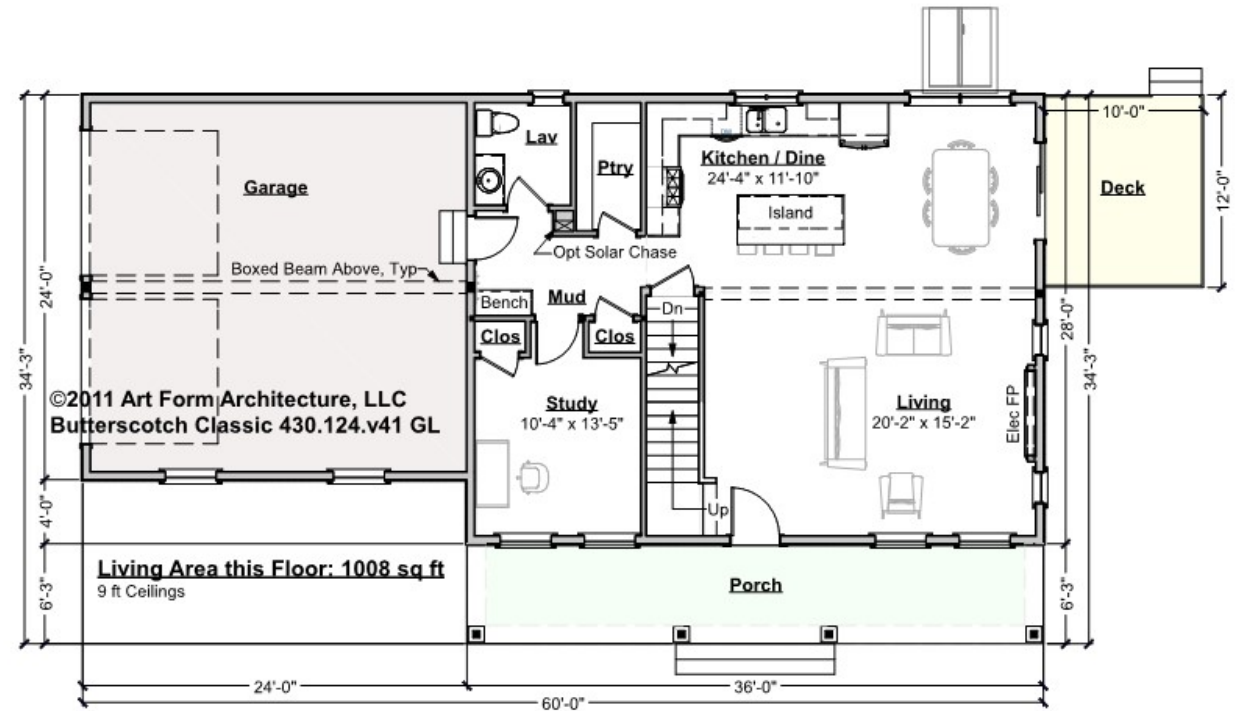 10'-0"
Lav
Ptry
Kitchen / Dine
24'-4" x 11'-10"
Garage
Deck
12'-0"
Island
Opt Solar Chase
Boxed Beam Above, Typ
24'-0"
Mud
Bench
Dn
28'-0"
Clos
Clos
34'-3"
34'-3"
©2011 Art Form Architecture, LLC
Butterscotch Classic 430.124.v41 GL
Study
10'-4" x 13'-5"
Living
20'-2" x 15'-2"
Elec FP
4'-0"
Up
Living Area this Floor: 1008 sq ft
9 ft Ceilings
Porch
6'-3"
6'-3"
24'-0"
36'-0"
60'-0"